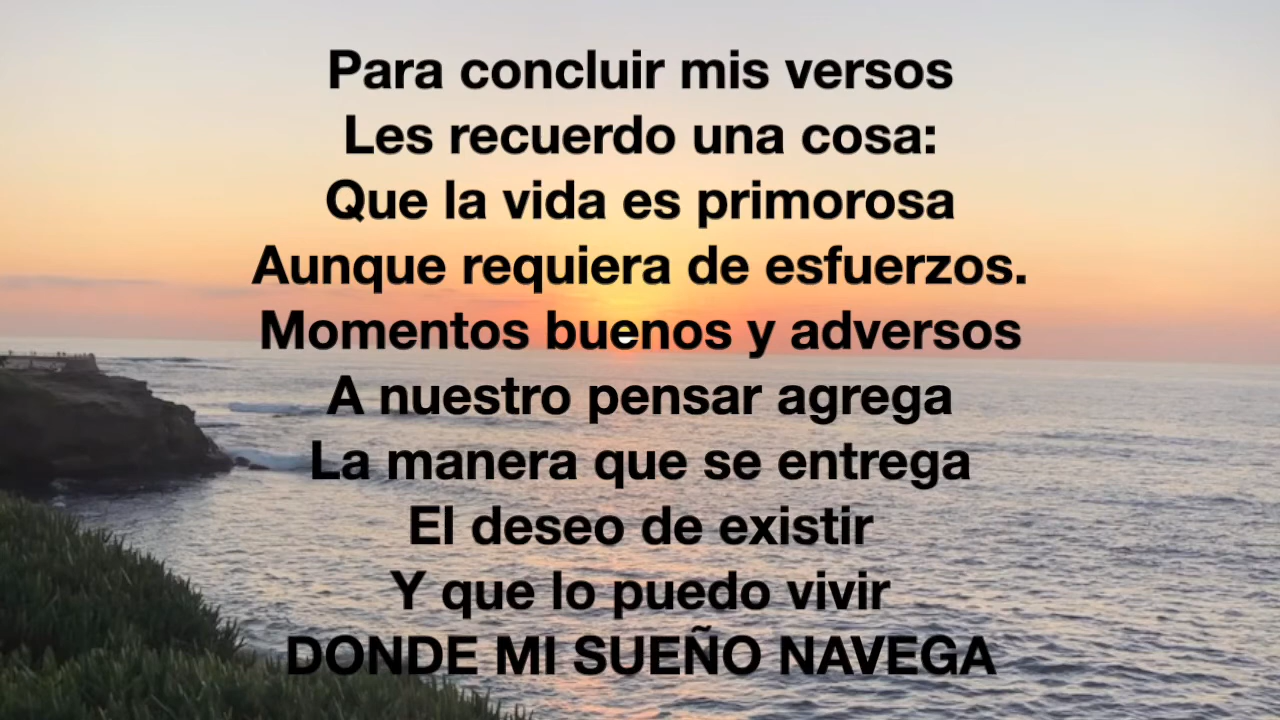 Para concluir mis versos
Les recuerdo una cosa:
Que la vida es primorosa
Aunque requiera de esfuerzos.
Momentos buenos y adversos
A nuestro pensar agrega
La manera que se entrega
El deseo de existir
Y que lo puedo vivir
DONDE MI SUEÑO NAVEGA